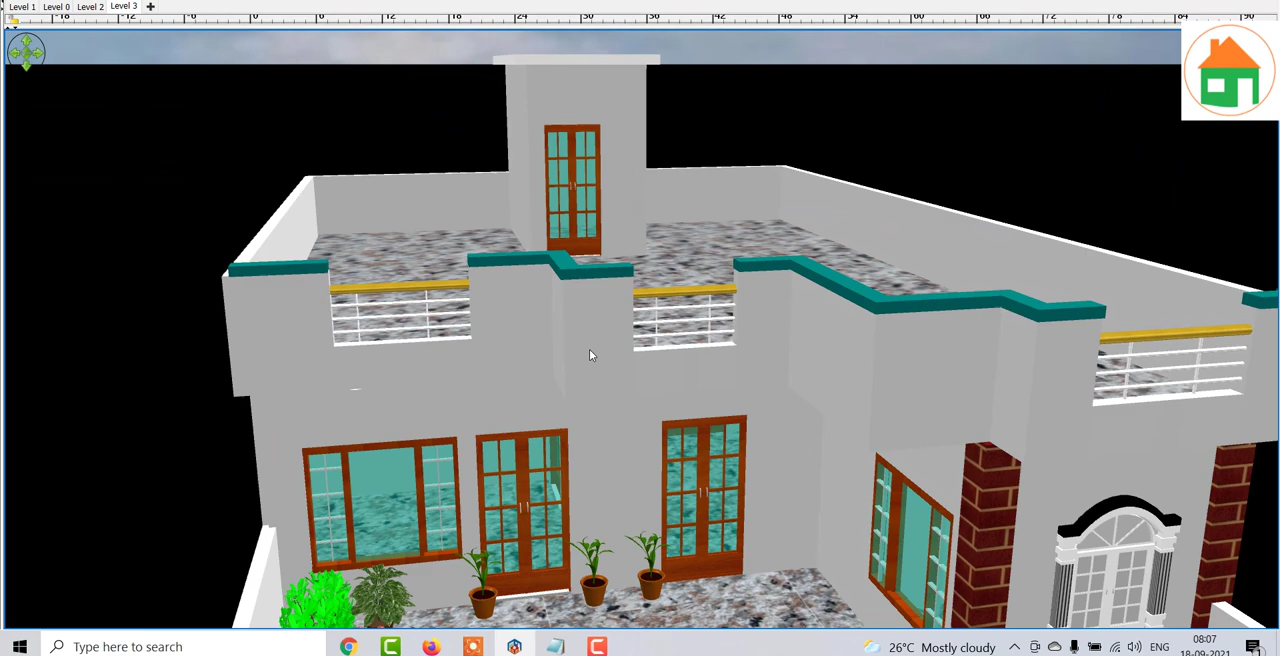 Level 1 Level 0 Level 2 Level 3
-18 -12 -6 0 6 12 18 24 30 36 42 48 54 60 66 72 78 84 90
Type here to search
26°C Mostly cloudy ENG 08:07
18-09-2021